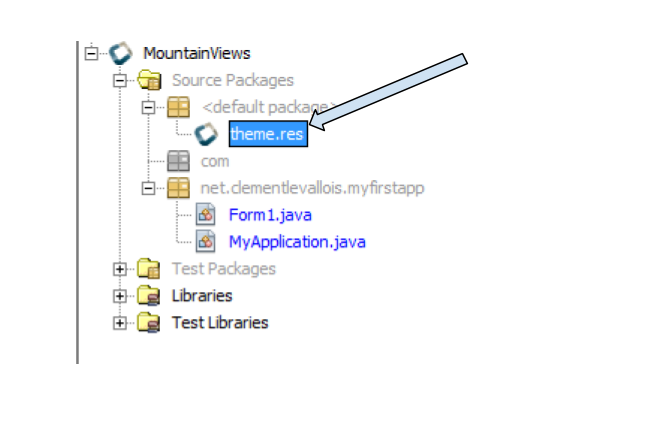 MountainViews
Source Packages
<default package>
theme.res
com
net.clementlevallois.myfirstapp
Form1.java
MyApplication.java
Test Packages
Libraries
Test Libraries